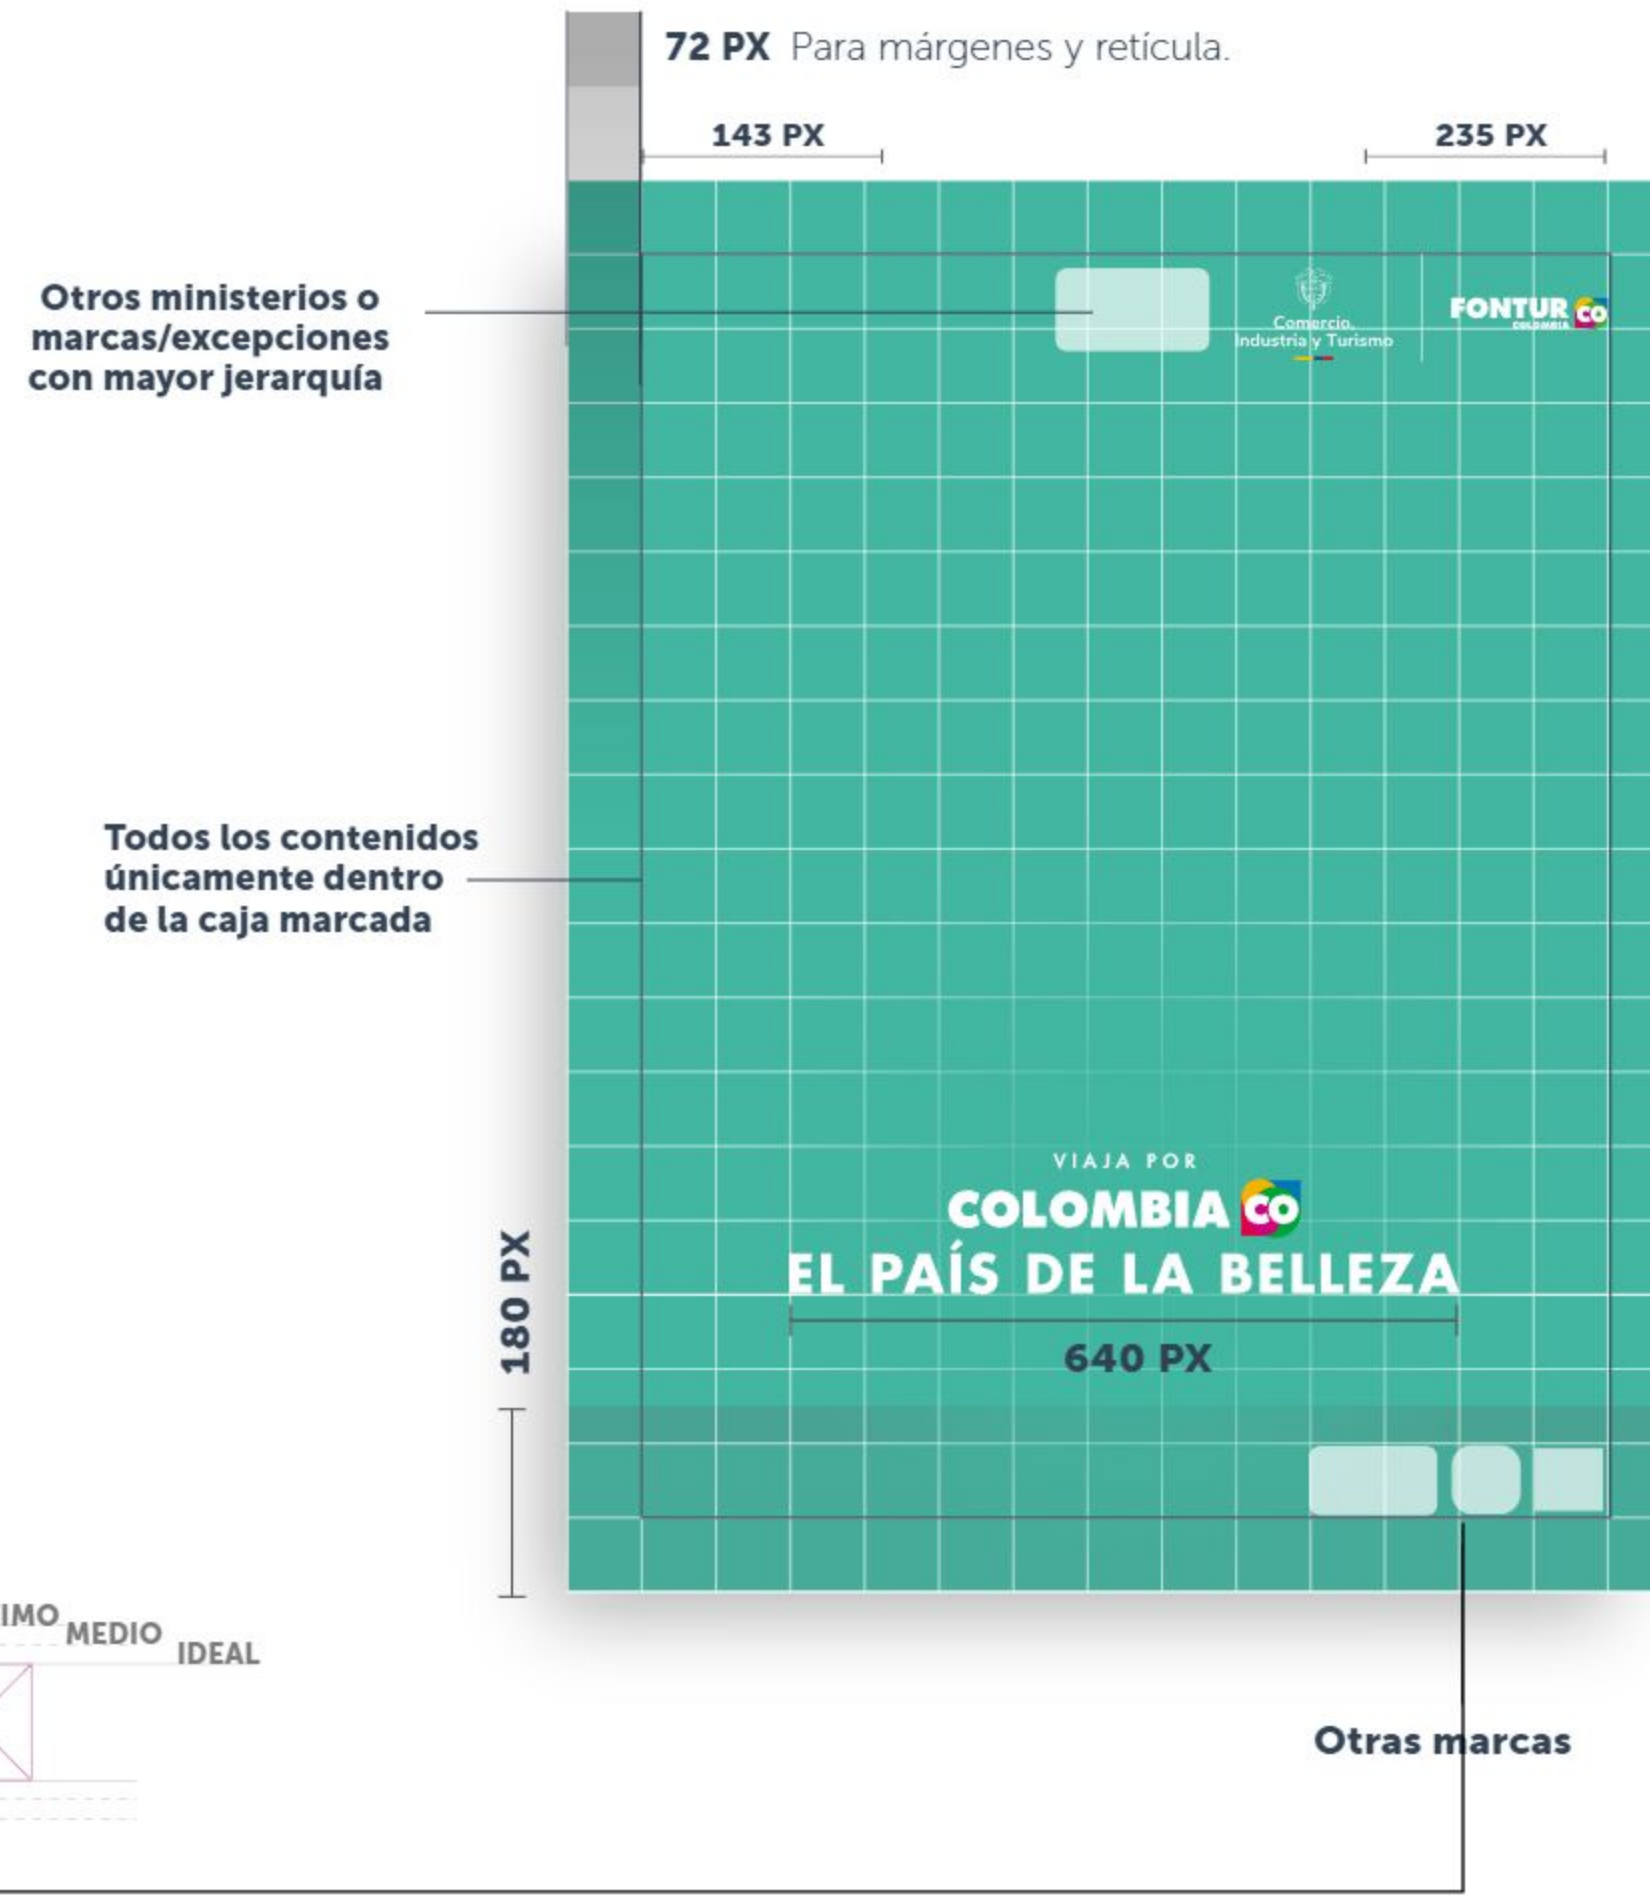 72 PX Para márgenes y retícula.
143 PX
235 PX
Otros ministerios o
marcas/excepciones
con mayor jerarquía
Comercio,
Industria y Turismo
FONTUR CO
COLOMBIA
Todos los contenidos
únicamente dentro
de la caja marcada
VIAJA POR
COLOMBIA CO
EL PAÍS DE LA BELLEZA
180 PX
640 PX
IMO
MEDIO
IDEAL
Otras marcas